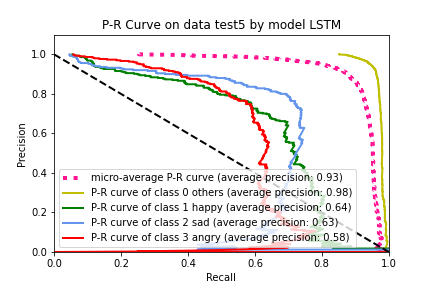 P-R Curve on data test5 by model LSTM
1.0
0.8
0.6
0.4
0.2
0.0
Precision
micro-average P-R curve (average precision: 0.93)
P-R curve of class 0 others (average precision: 0.98)
P-R curve of class 1 happy (average precision: 0.64)
P-R curve of class 2 sad (average precision: 0.63)
P-R curve of class 3 angry (average precision: 0.58)
0.0 0.2 0.4 0.6 0.8 1.0
Recall